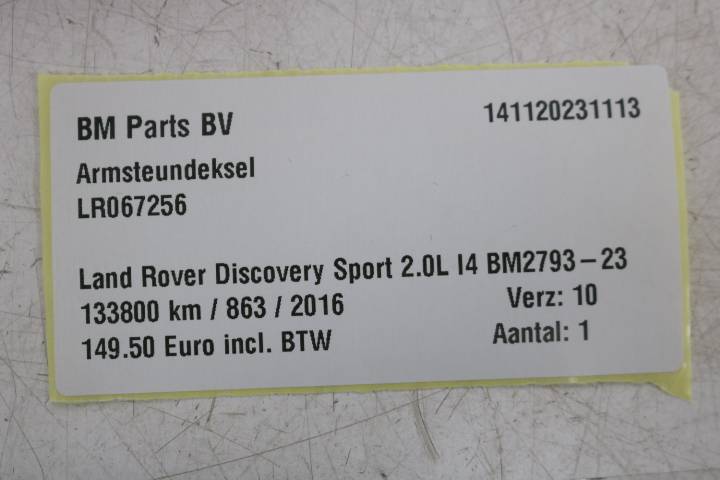 BM Parts BV 141120231113
Armsteundeksel
LR067256
Land Rover Discovery Sport 2.0L I4 BM2793-23
133800 km / 863 / 2016 Verz: 10
149.50 Euro incl. BTW Aantal: 1